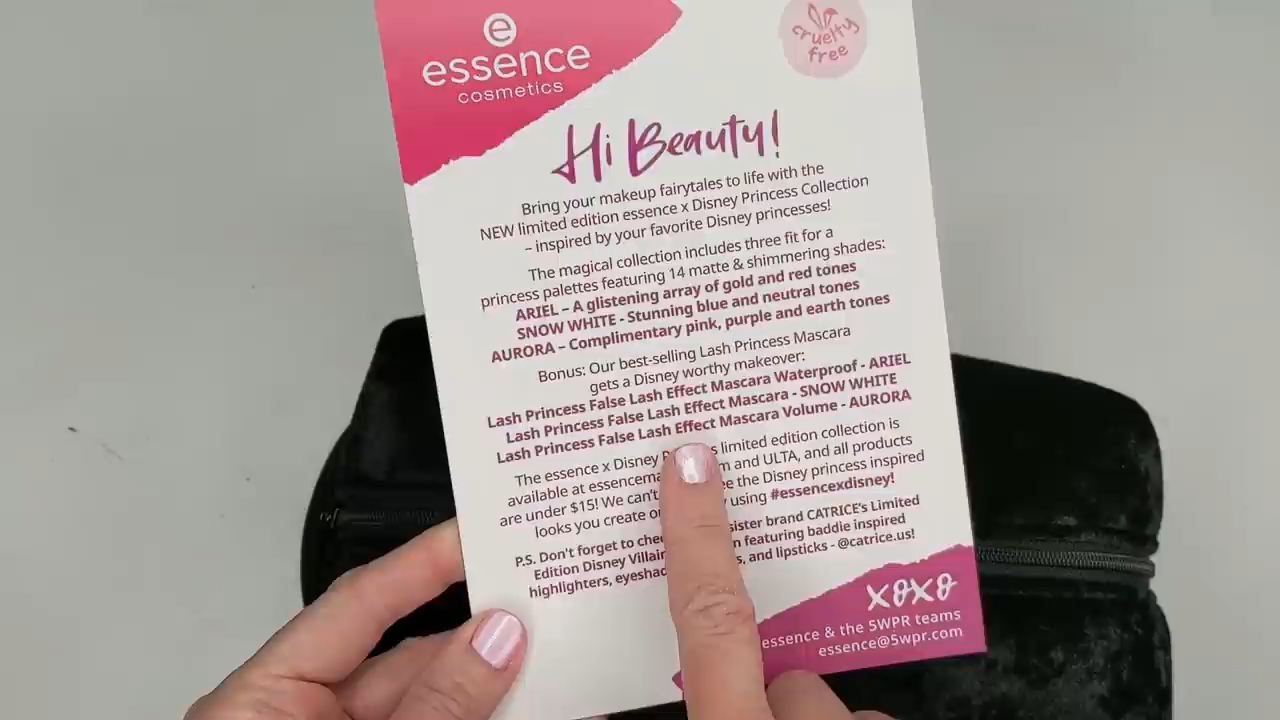 e
essence
cosmetics
cruelty
free
Hi Beauty!
Bring your makeup fairytales to life with the
NEW limited edition essence x Disney Princess Collection
– inspired by your favorite Disney princesses!
The magical collection includes three fit for a
princess palettes featuring 14 matte & shimmering shades:
ARIEL – A glistening array of gold and red tones
SNOW WHITE - Stunning blue and neutral tones
AURORA – Complimentary pink, purple and earth tones
Bonus: Our best-selling Lash Princess Mascara
gets a Disney worthy makeover:
Lash Princess False Lash Effect Mascara Waterproof - ARIEL
Lash Princess False Lash Effect Mascara - SNOW WHITE
Lash Princess False Lash Effect Mascara Volume - AURORA
The essence x Disney limited edition collection is
available at and ULTA, and all products
are under $15! We can't the Disney princess inspired
looks you create using #essencexdisney!
P.S. Don't forget to sister brand CATRICE's Limited
Edition Disney featuring baddie inspired
highlighters, and lipsticks - @catrice.us!
xoxo
essence & the 5WPR teams
essence@5wpr.com